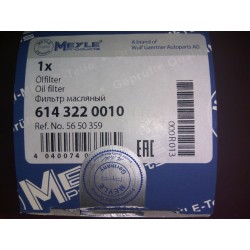 MEYLE
A brand of
Wulf Gaertner Autoparts AG
1x
Ölfilter
Oil filter
Фильтр масляный
614 322 0010
Ref. No. 56 50 359
EAC
000R013
4 040074